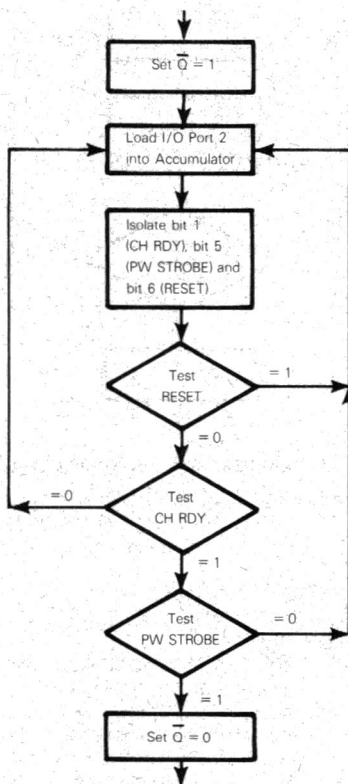 Set Q̅ = 1
Load I/O Port 2
into Accumulator
Isolate bit 1
(CH RDY), bit 5
(PW STROBE) and
bit 6 (RESET)
Test
RESET
= 1
= 0
Test
CH RDY
= 0
= 1
Test
PW STROBE
= 0
= 1
Set Q̅ = 0